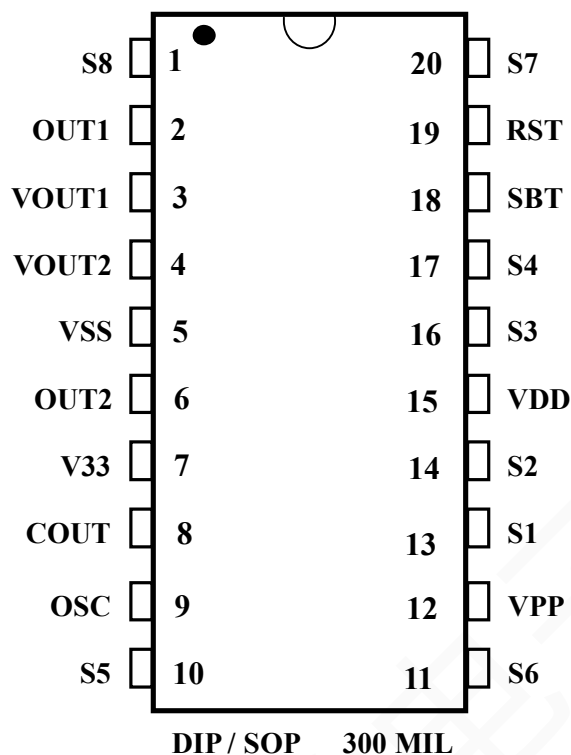 S8 1 20 S7
OUT1 2 19 RST
VOUT1 3 18 SBT
VOUT2 4 17 S4
VSS 5 16 S3
OUT2 6 15 VDD
V33 7 14 S2
COUT 8 13 S1
OSC 9 12 VPP
S5 10 11 S6
DIP / SOP 300 MIL